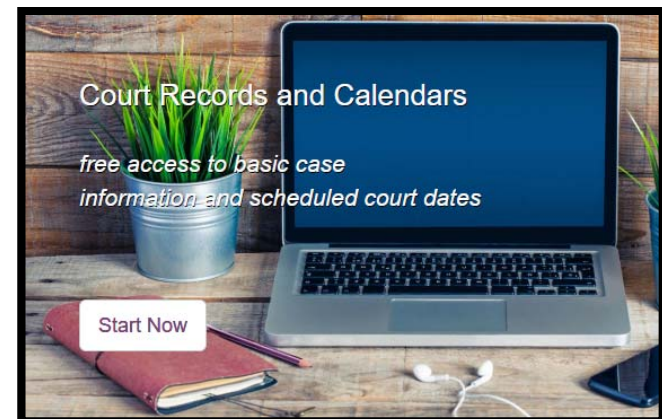 Court Records and Calendars
free access to basic case
information and scheduled court dates
Start Now